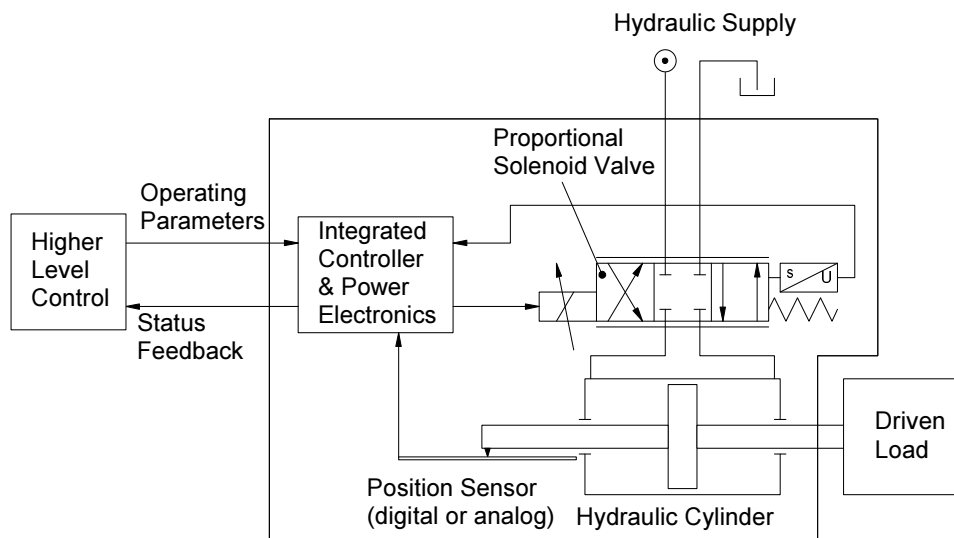 Hydraulic Supply
Proportional
Solenoid Valve
Operating
Parameters
Higher
Level
Control
Integrated
Controller
& Power
Electronics
s
U
Status
Feedback
Driven
Load
Position Sensor
(digital or analog)
Hydraulic Cylinder